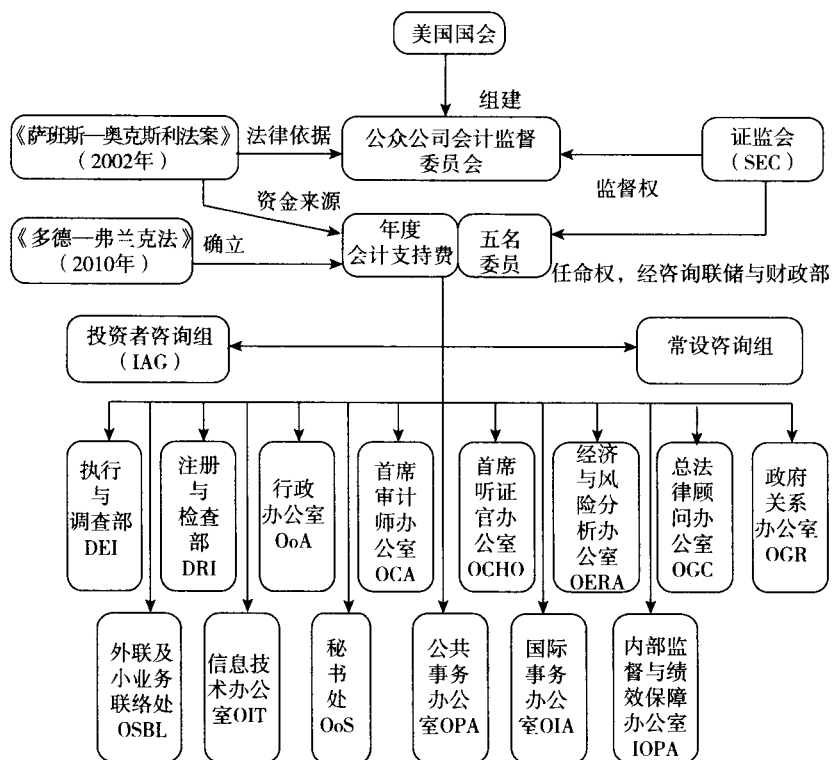 美国国会
组建
《萨班斯—奥克斯利法案》
（2002年）
法律依据
公众公司会计监督
委员会
证监会
（SEC）
监督权
资金来源
《多德—弗兰克法》
（2010年）
确立
年度
会计支持费
五名
委员
任命权，经咨询联储与财政部
投资者咨询组
（IAG）
常设咨询组
执行
与
调查部
DEI
注册
与
检查
部
DRI
行政
办公室
OoA
首席
审计
师办
公室
OCA
首席
听证
官办
公室
OCHO
经济
与风
险分
析办
公室
OERA
总法
律顾
问办
公室
OGC
政府
关系
办公室
OGR
外联及
小业务
联络处
OSBL
信息技
术办公
室OIT
秘
书
处
OoS
公共
事务
办公
室OPA
国际
事务
办公
室OIA
内部监
督与绩
效保障
办公室
IOPA